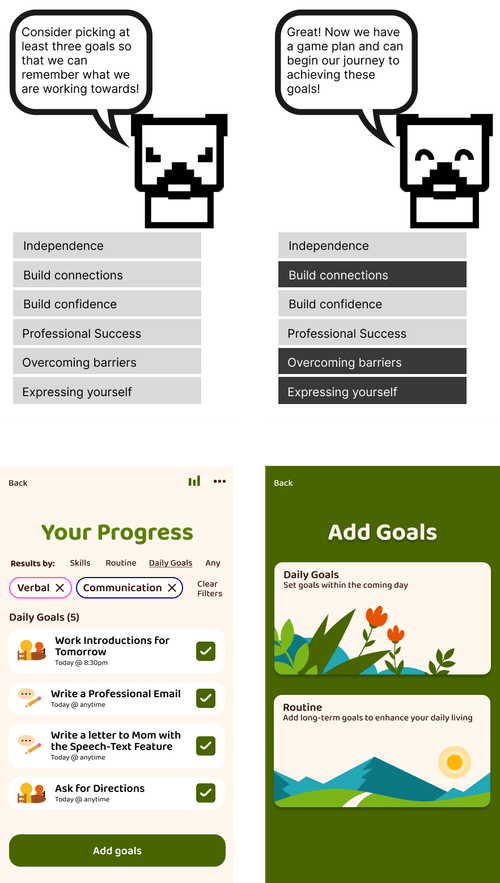 Consider picking at
least three goals so
that we can
remember what we
are working towards!
Independence
Build connections
Build confidence
Professional Success
Overcoming barriers
Expressing yourself
Great! Now we have
a game plan and can
begin our journey to
achieving these
goals!
Independence
Build connections
Build confidence
Professional Success
Overcoming barriers
Expressing yourself
Back
Your Progress
Results by: Skills Routine Daily Goals Any
Verbal Communication Clear
Filters
Daily Goals (5)
Work Introductions for
Tomorrow
Today @ 8:30pm
Write a Professional Email
Today @ anytime
Write a letter to Mom with
the Speech-Text Feature
Today @ anytime
Ask for Directions
Today @ anytime
Add goals
Back
Add Goals
Daily Goals
Set goals within the coming day
Routine
Add long-term goals to enhance your daily living